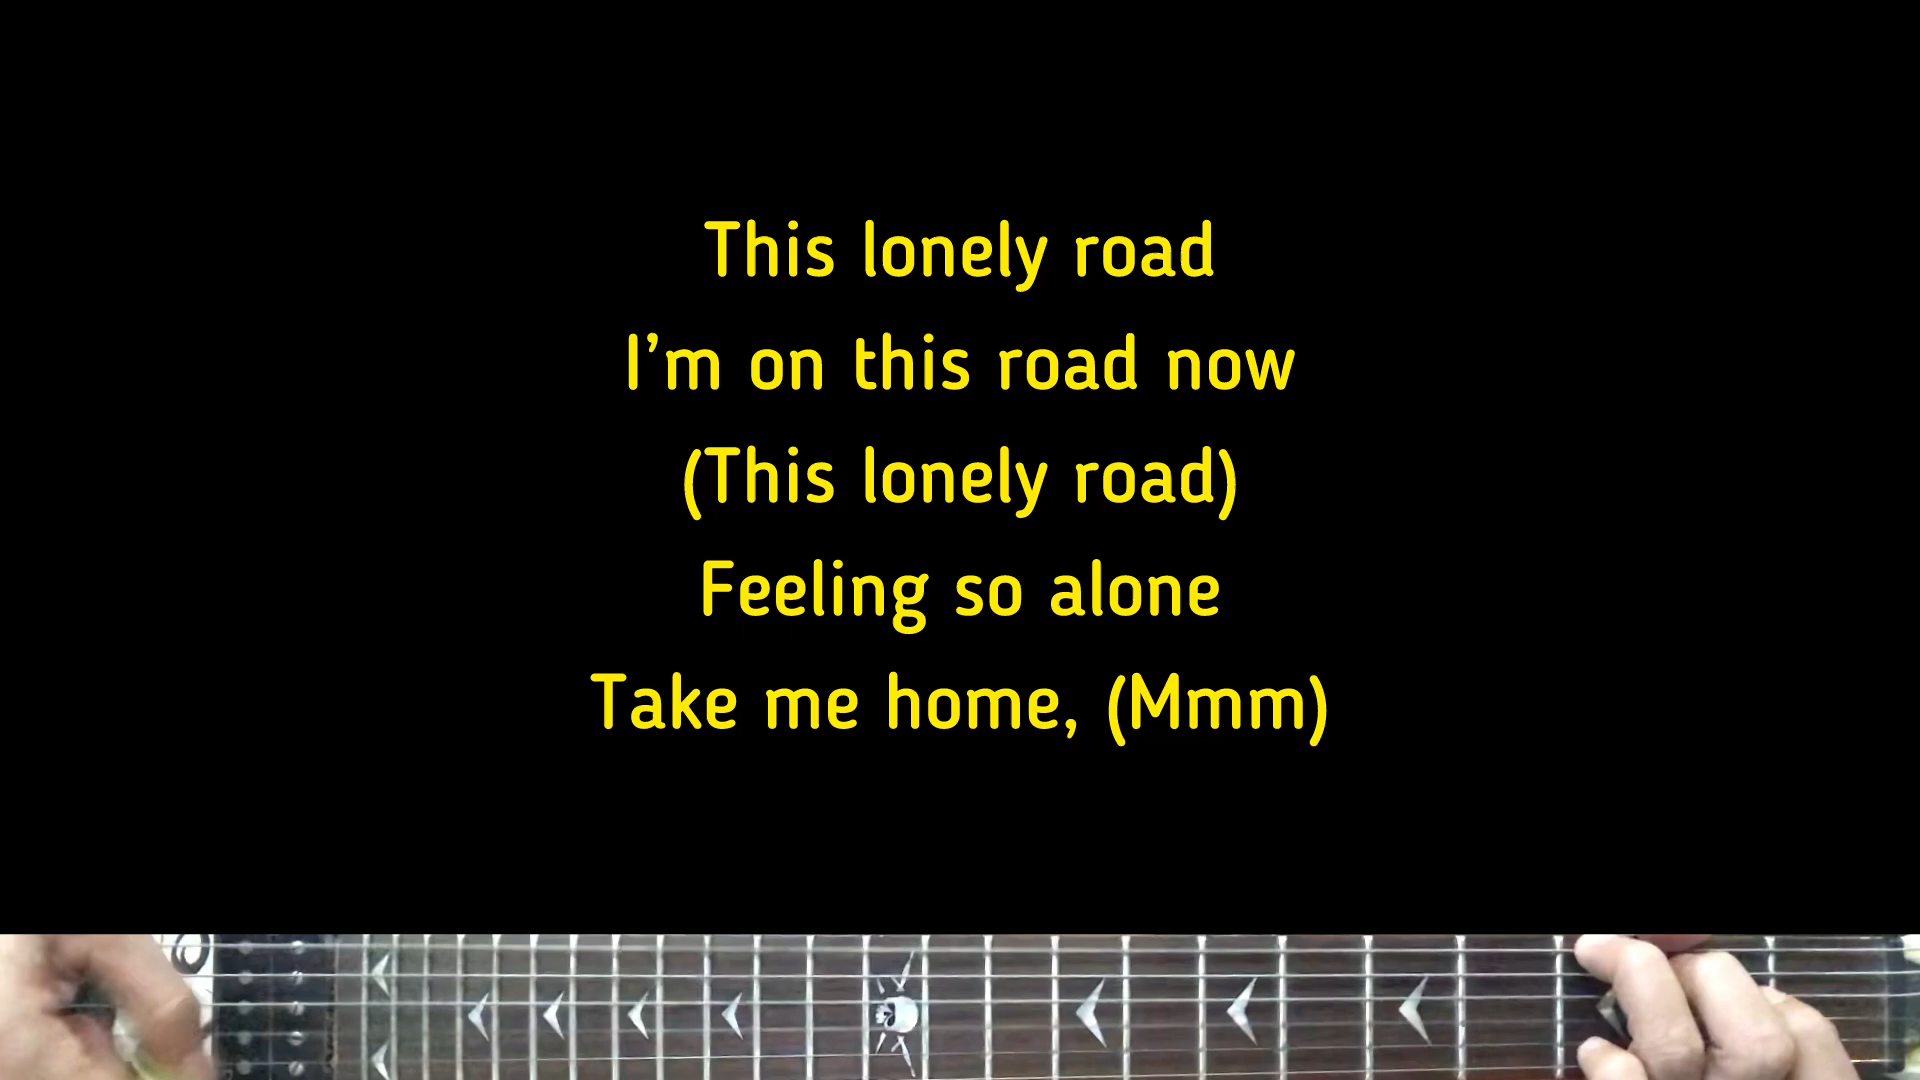 This lonely road
I’m on this road now
(This lonely road)
Feeling so alone
Take me home, (Mmm)